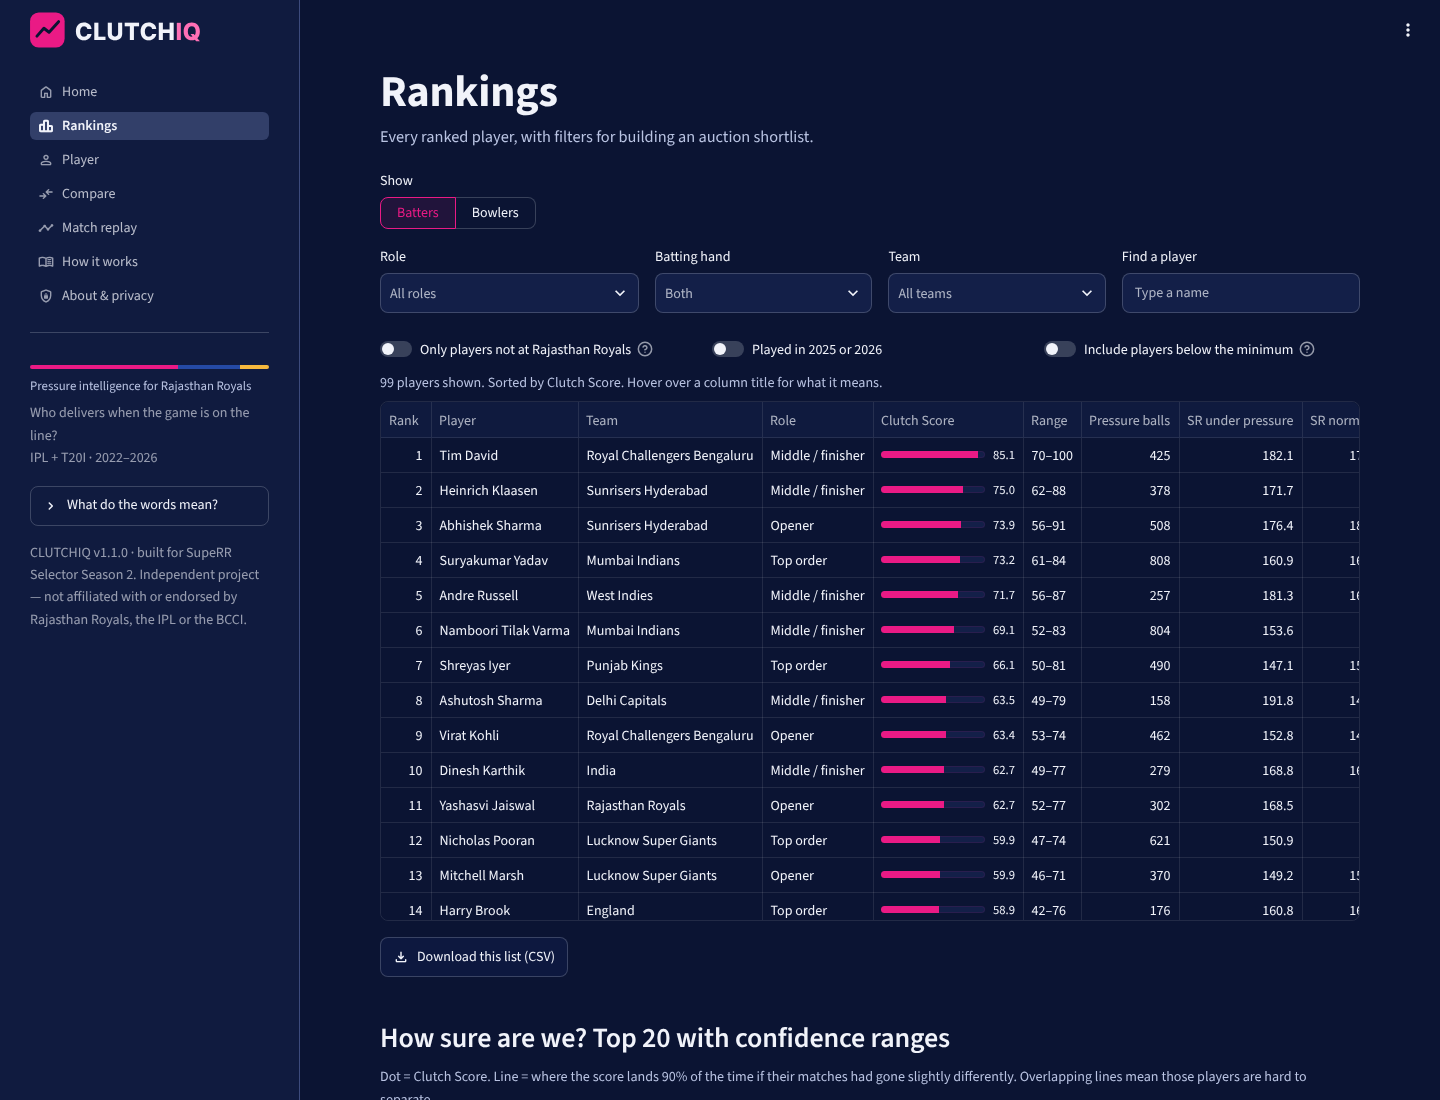 CLUTCHIQ
Home
Rankings
Player
Compare
Match replay
How it works
About & privacy
Pressure intelligence for Rajasthan Royals
Who delivers when the game is on the
line?
IPL + T20I · 2022–2026
What do the words mean?
CLUTCHIQ v1.1.0 · built for SupeRR
Selector Season 2. Independent project
— not affiliated with or endorsed by
Rajasthan Royals, the IPL or the BCCI.
Rankings
Every ranked player, with filters for building an auction shortlist.
Show
Batters Bowlers
Role Batting hand Team Find a player
All roles Both All teams Type a name
Only players not at Rajasthan Royals Played in 2025 or 2026 Include players below the minimum
99 players shown. Sorted by Clutch Score. Hover over a column title for what it means.
Rank Player Team Role Clutch Score Range Pressure balls SR under pressure SR norm
1 Tim David Royal Challengers Bengaluru Middle / finisher 85.1 70–100 425 182.1 17
2 Heinrich Klaasen Sunrisers Hyderabad Middle / finisher 75.0 62–88 378 171.7
3 Abhishek Sharma Sunrisers Hyderabad Opener 73.9 56–91 508 176.4 18
4 Suryakumar Yadav Mumbai Indians Top order 73.2 61–84 808 160.9 16
5 Andre Russell West Indies Middle / finisher 71.7 56–87 257 181.3 16
6 Namboori Tilak Varma Mumbai Indians Middle / finisher 69.1 52–83 804 153.6
7 Shreyas Iyer Punjab Kings Top order 66.1 50–81 490 147.1 15
8 Ashutosh Sharma Delhi Capitals Middle / finisher 63.5 49–79 158 191.8 14
9 Virat Kohli Royal Challengers Bengaluru Opener 63.4 53–74 462 152.8 14
10 Dinesh Karthik India Middle / finisher 62.7 49–77 279 168.8 16
11 Yashasvi Jaiswal Rajasthan Royals Opener 62.7 52–77 302 168.5
12 Nicholas Pooran Lucknow Super Giants Top order 59.9 47–74 621 150.9
13 Mitchell Marsh Lucknow Super Giants Opener 59.9 46–71 370 149.2 15
14 Harry Brook England Top order 58.9 42–76 176 160.8 16
Download this list (CSV)
How sure are we? Top 20 with confidence ranges
Dot = Clutch Score. Line = where the score lands 90% of the time if their matches had gone slightly differently. Overlapping lines mean those players are hard to
separate.